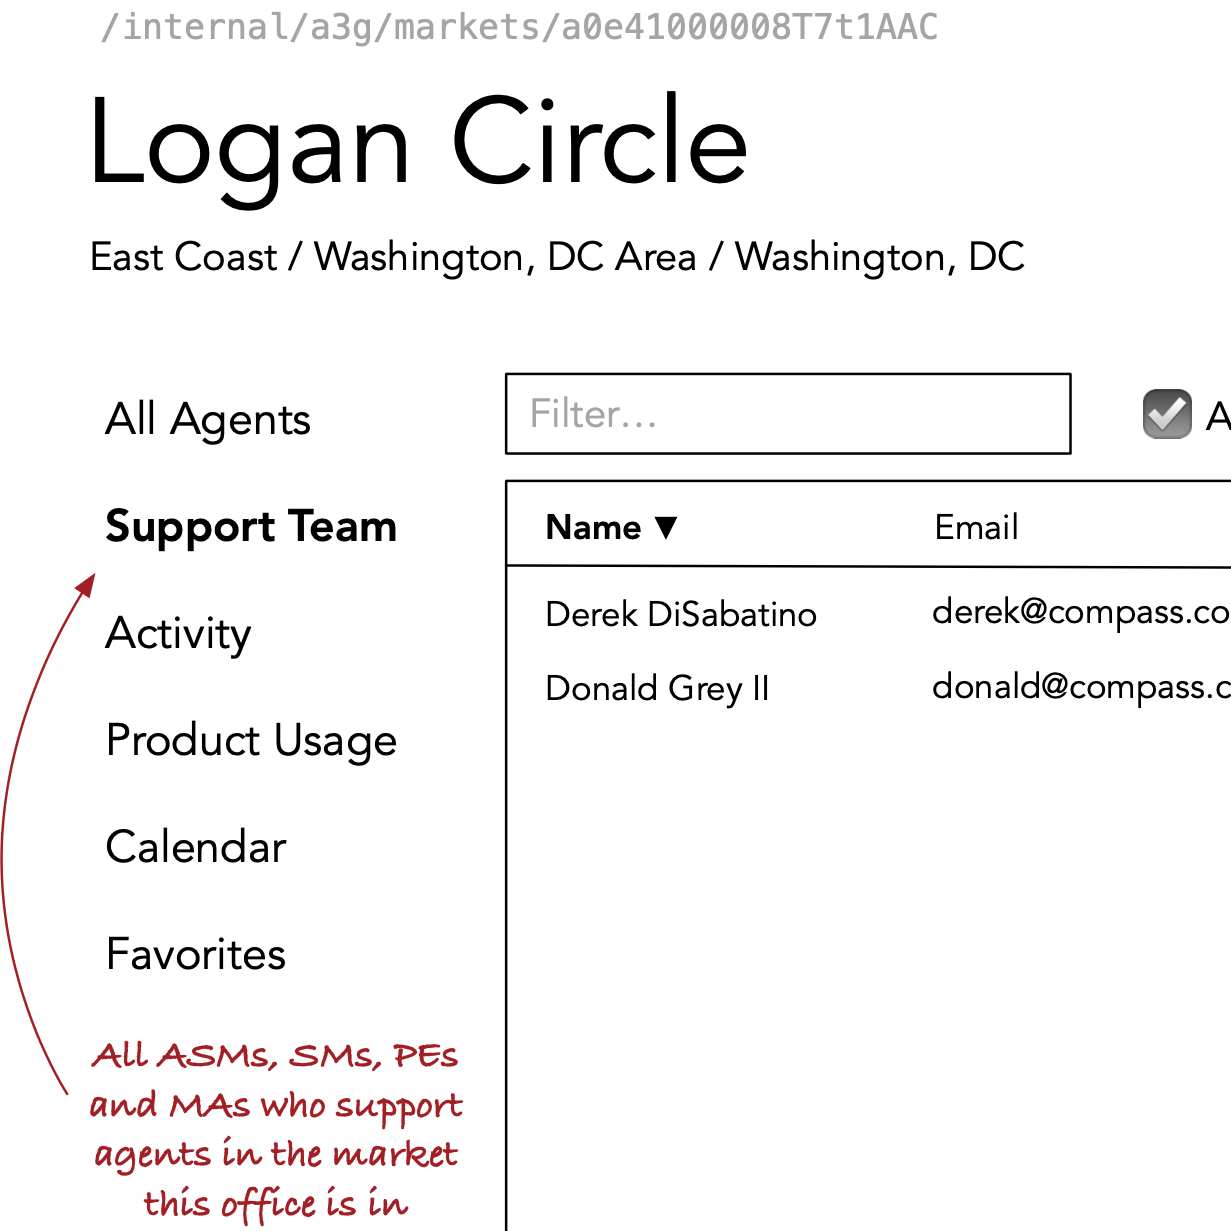 /internal/a3g/markets/a0e41000008T7t1AAC
Logan Circle
East Coast / Washington, DC Area / Washington, DC
All Agents
Filter...
A
Support Team
Name ▼ Email
Derek DiSabatino derek@compass.co
Donald Grey II donald@compass.c
Activity
Product Usage
Calendar
Favorites
All ASMs, SMs, PEs
and MAs who support
agents in the market
this office is in